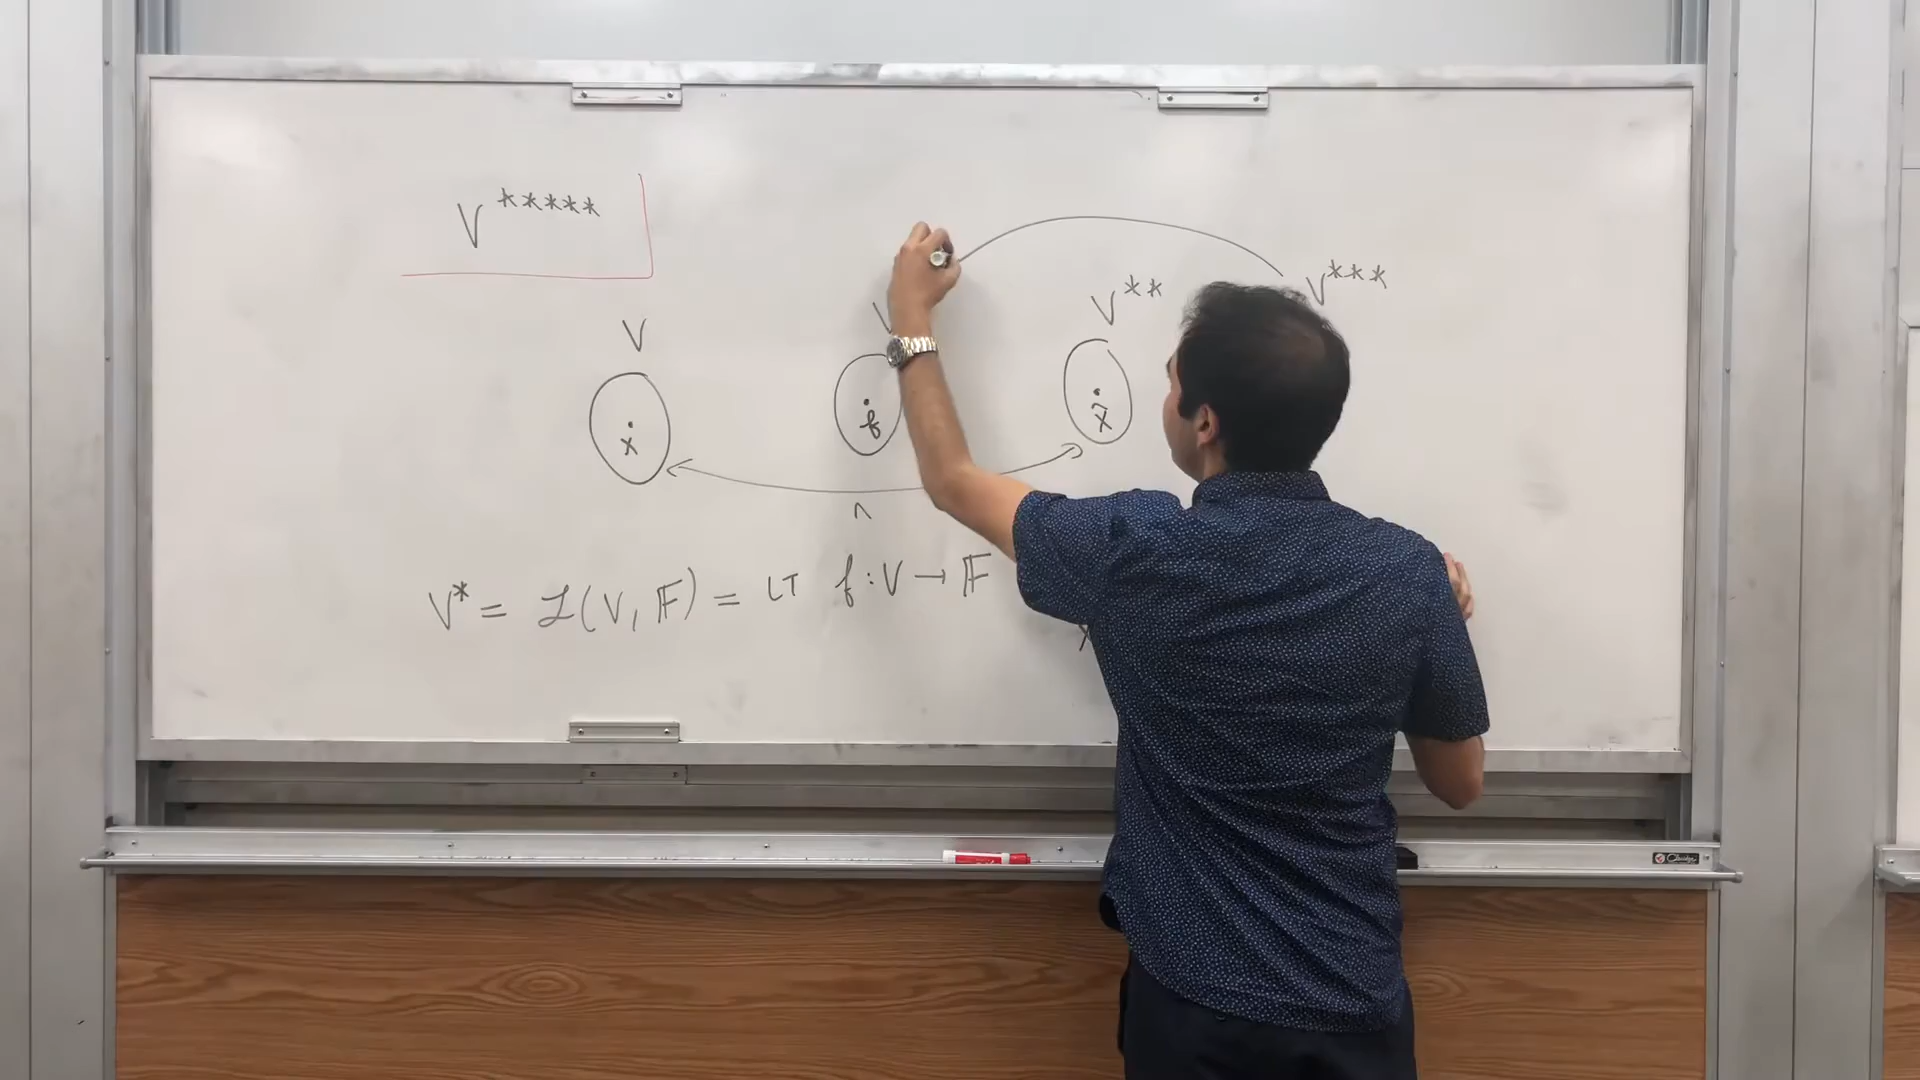 V*****
V
V**
V***
x
f
x̂
^
V* = ℒ(V, 𝔽) = LT f: V → 𝔽